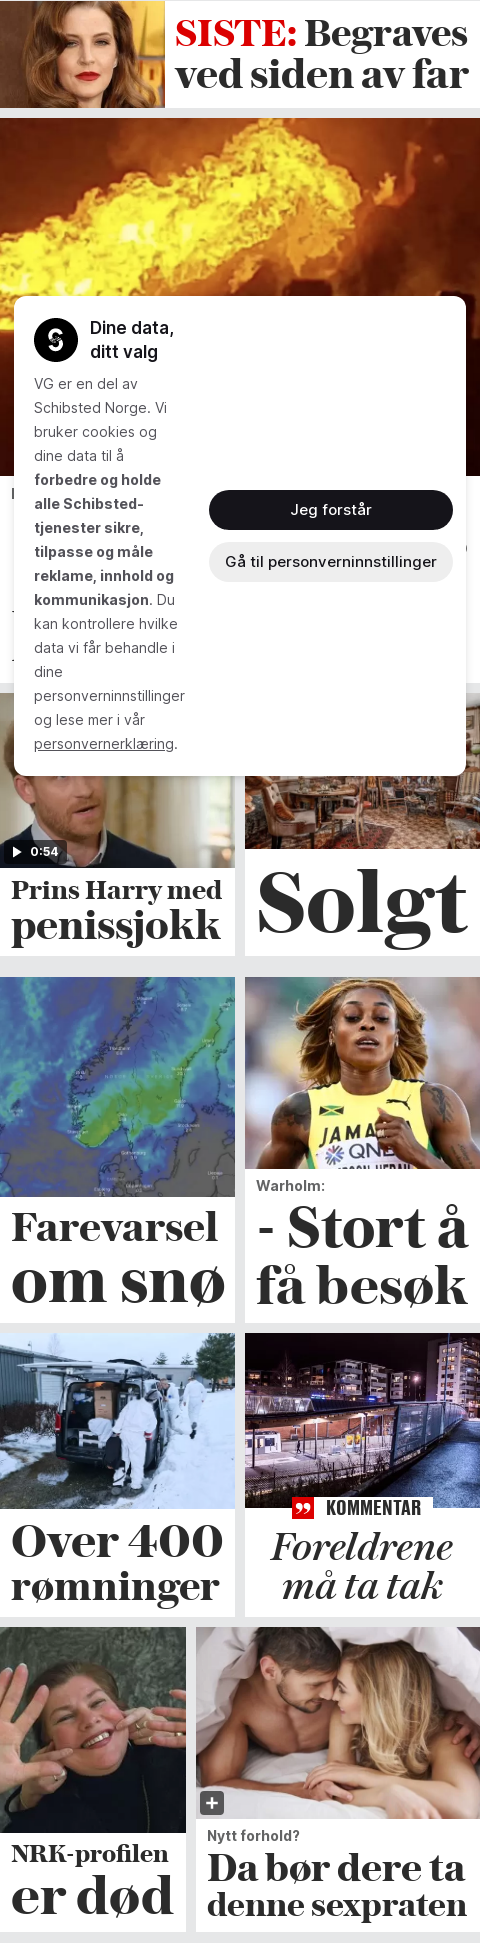 SISTE: Begraves
ved siden av far
Dine data,
ditt valg
VG er en del av
Schibsted Norge. Vi
bruker cookies og
dine data til å
forbedre og holde
alle Schibsted-
tjenester sikre,
tilpasse og måle
reklame, innhold og
kommunikasjon. Du
kan kontrollere hvilke
data vi får behandle i
dine
personverninnstillinger
og lese mer i vår
personvernerklæring.
Jeg forstår
Gå til personverninnstillinger
0:54
Prins Harry med
penissjokk
Solgt
Farevarsel
om snø
JAMA
QNB
Warholm:
- Stort å
få besøk
Over 400
rømninger
KOMMENTAR
Foreldrene
må ta tak
NRK-profilen
er død
Nytt forhold?
Da bør dere ta
denne sexpraten